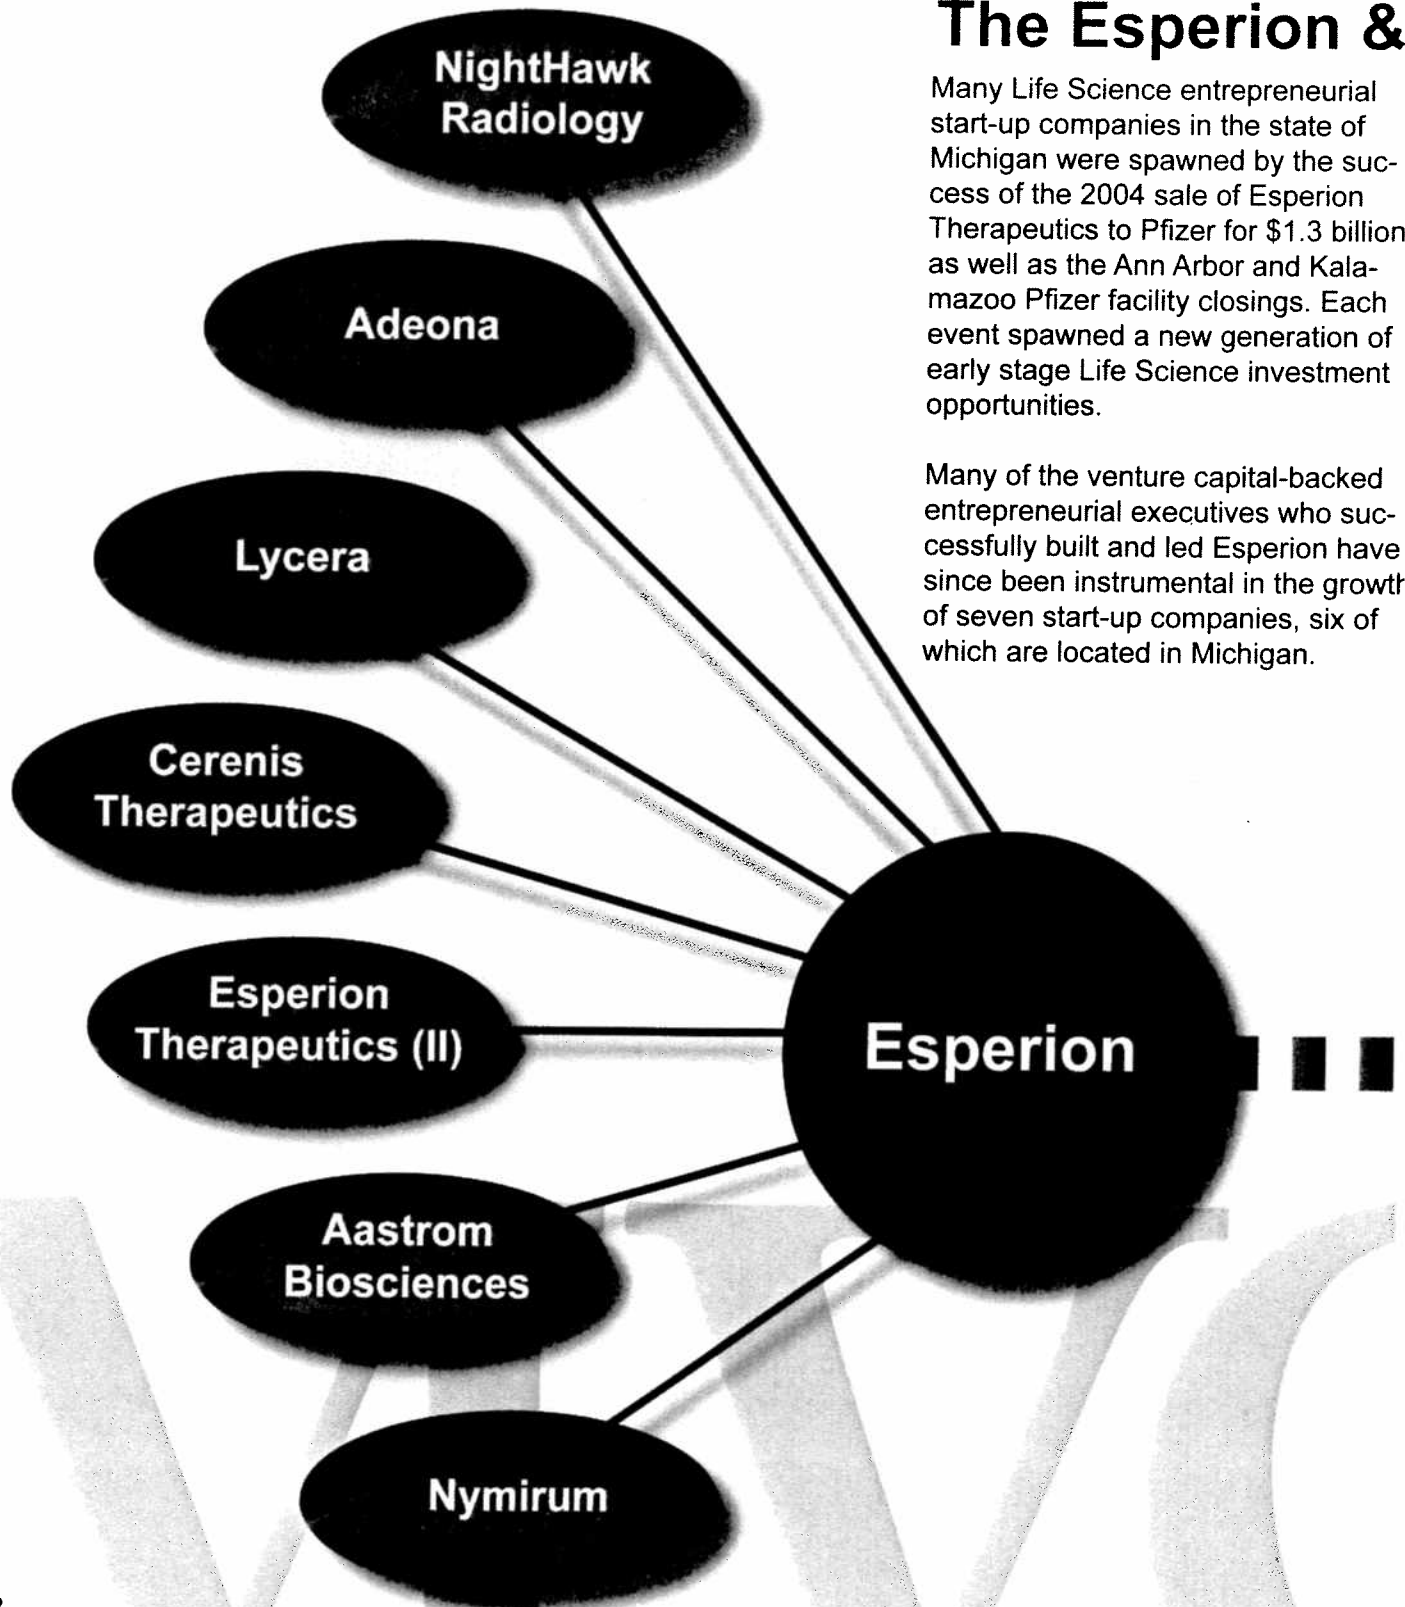 The Esperion &
Many Life Science entrepreneurial
start-up companies in the state of
Michigan were spawned by the suc-
cess of the 2004 sale of Esperion
Therapeutics to Pfizer for $1.3 billion
as well as the Ann Arbor and Kala-
mazoo Pfizer facility closings. Each
event spawned a new generation of
early stage Life Science investment
opportunities.
Many of the venture capital-backed
entrepreneurial executives who suc-
cessfully built and led Esperion have
since been instrumental in the growth
of seven start-up companies, six of
which are located in Michigan.
NightHawk
Radiology
Adeona
Lycera
Cerenis
Therapeutics
Esperion
Therapeutics (II)
Aastrom
Biosciences
Nymirum
Esperion